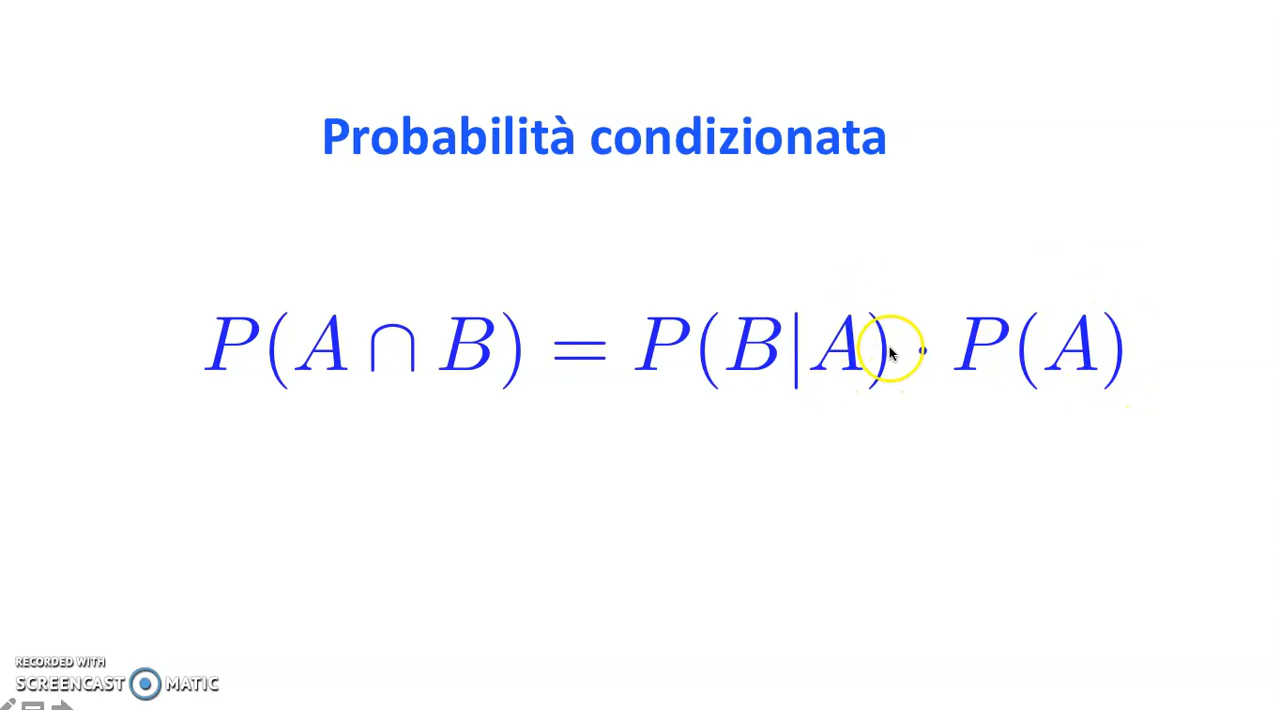 Probabilità condizionata
P(A ∩ B) = P(B|A) · P(A)
RECORDED WITH
SCREENCAST MATIC